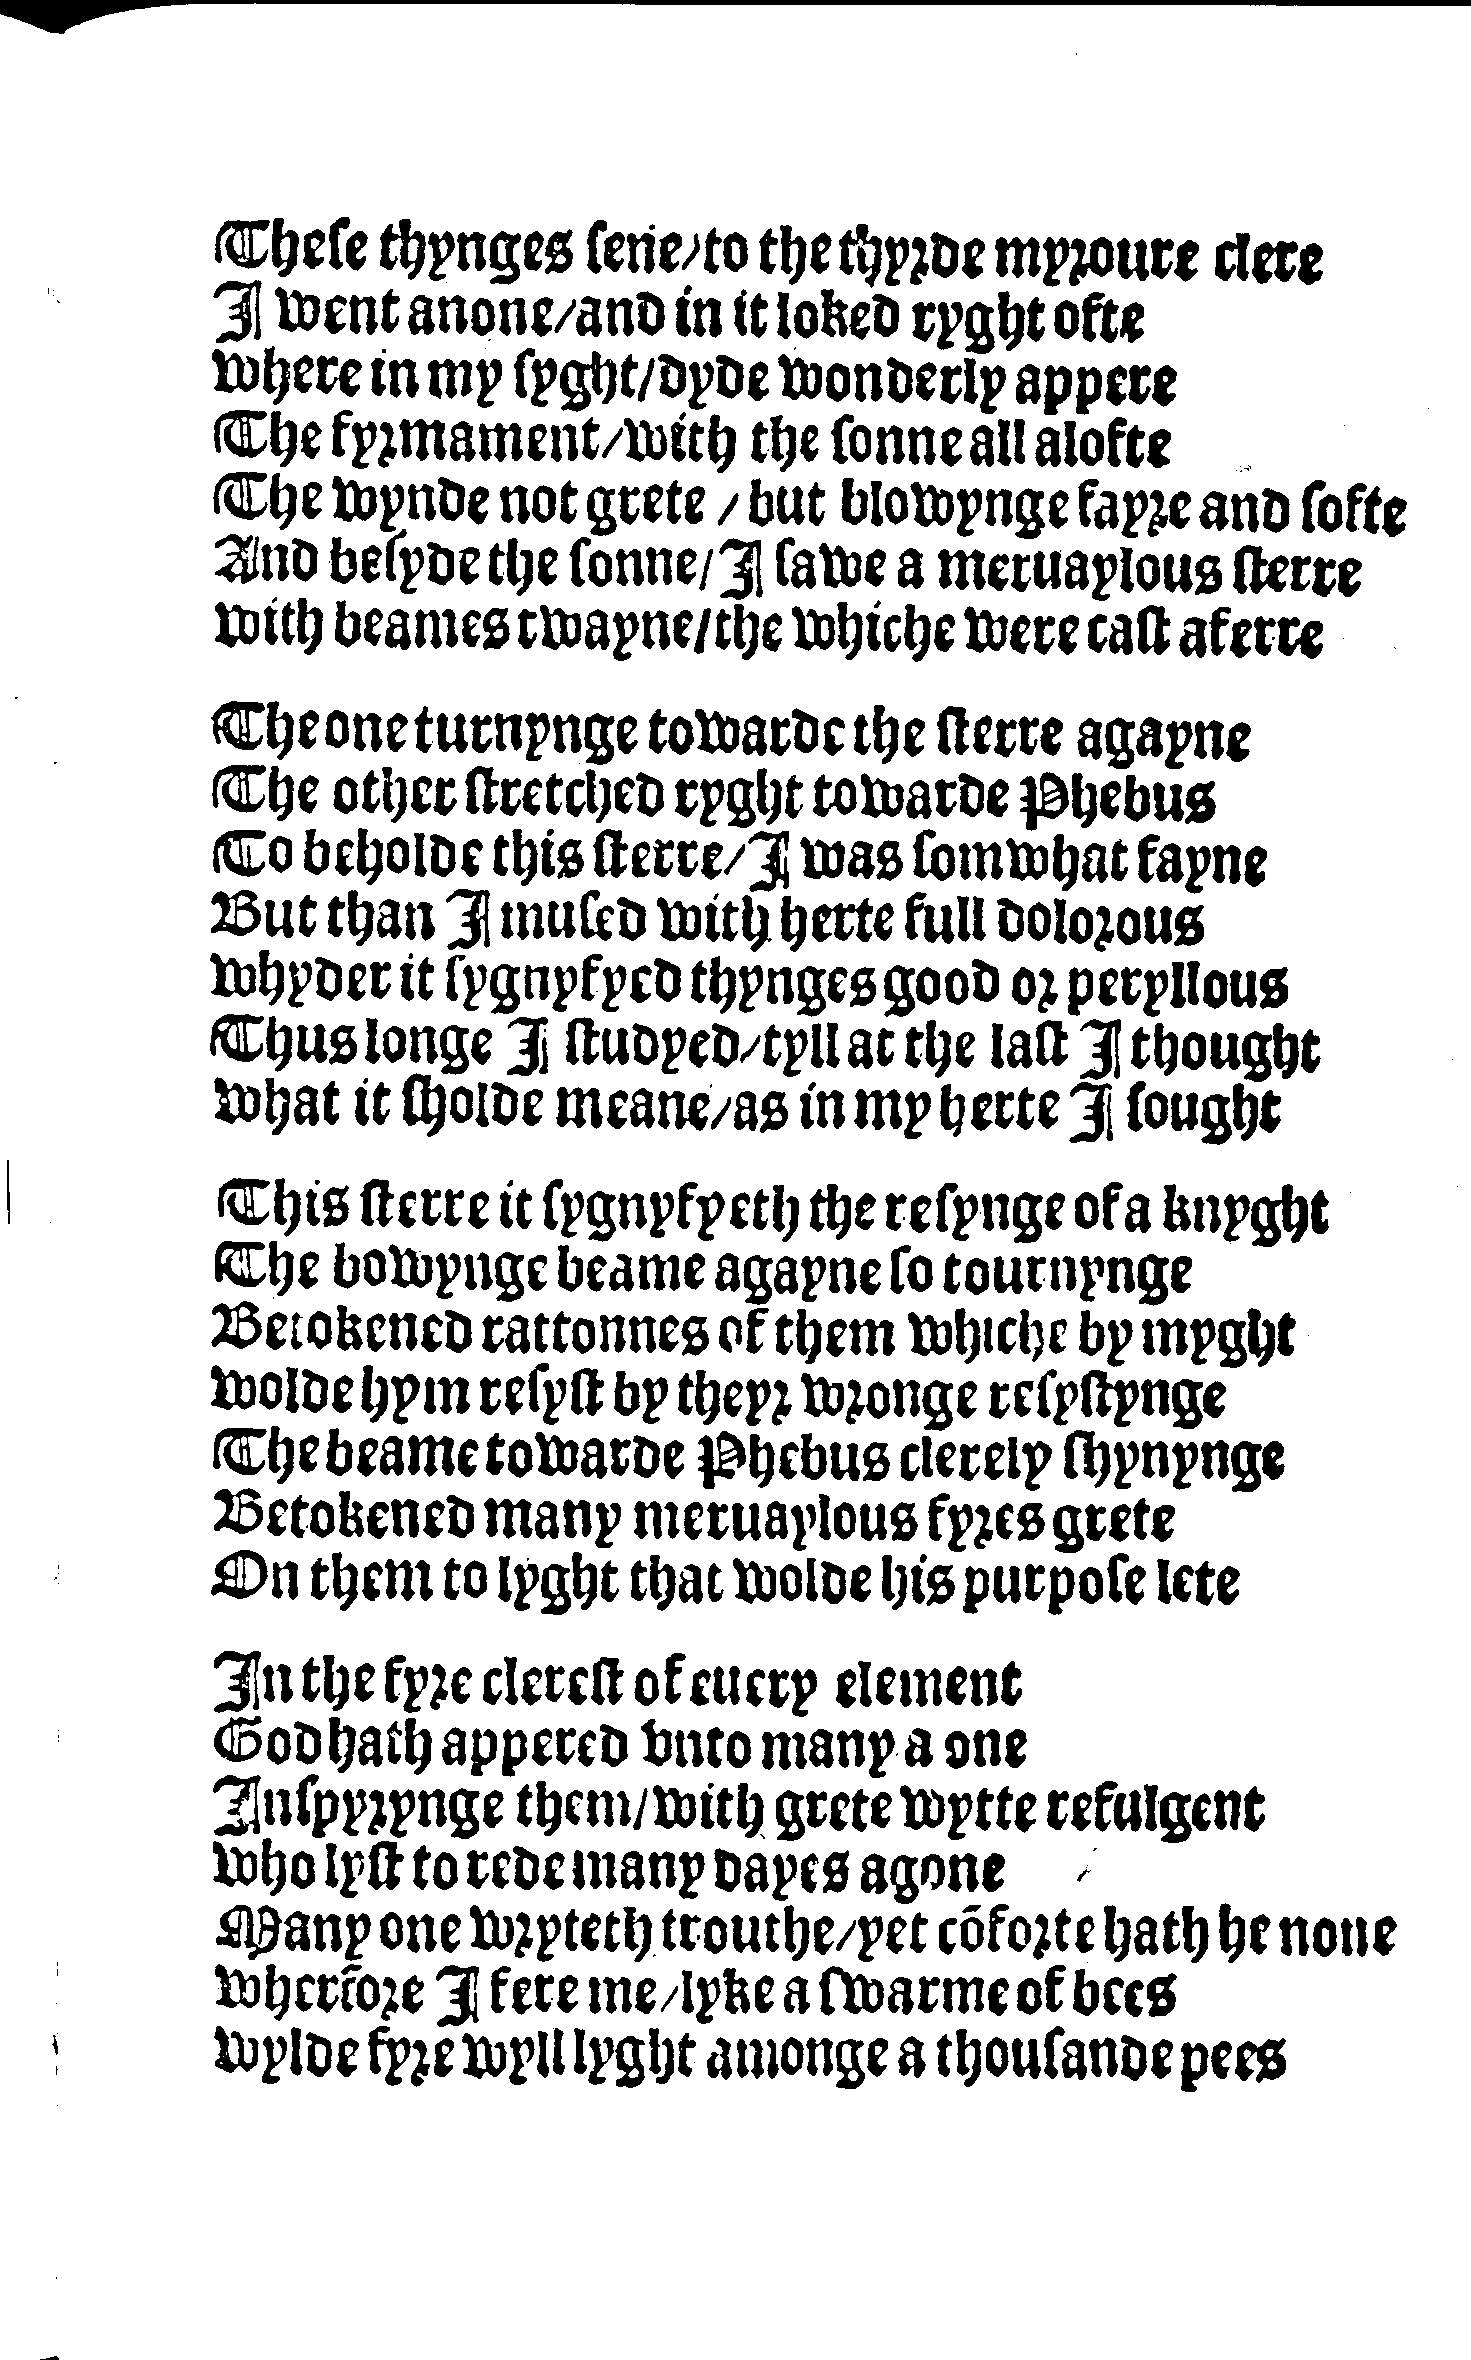 These thynges serie/to the thyrde myroure clere
I went anone/and in it loked ryght ofte
where in my syght/dyde wonderly appere
The fyrmament/with the sonne all alofte
The wynde not grete / but blowynge fayre and softe
And besyde the sonne/I sawe a meruaylous sterre
with beames twayne/the whiche were cast aferre

The one turnynge towarde the sterre agayne
The other stretched ryght towarde Phebus
To beholde this sterre/I was somwhat fayne
But than I mused with herte full dolorous
whyder it sygnyfyed thynges good or peryllous
Thus longe I studyed/tyll at the last I thought
what it sholde meane/as in my herte I sought

This sterre it sygnyfyeth the resynge of a knyght
The bowynge beame agayne so tournynge
Betokened rattonnes of them whiche by myght
wolde hym resyst by theyr wronge resystynge
The beame towarde Phebus clerely shynynge
Betokened many meruaylous fyres grete
On them to lyght that wolde his purpose lete

In the fyre clerest of euery element
God hath appered vnto many a one
Inspyrynge them/with grete wytte refulgent
who lyst to rede many dayes agone
Many one wryteth trouthe/yet cõforte hath he none
wherfore I fere me/lyke a swarme of bees
wylde fyre wyll lyght amonge a thousande pees